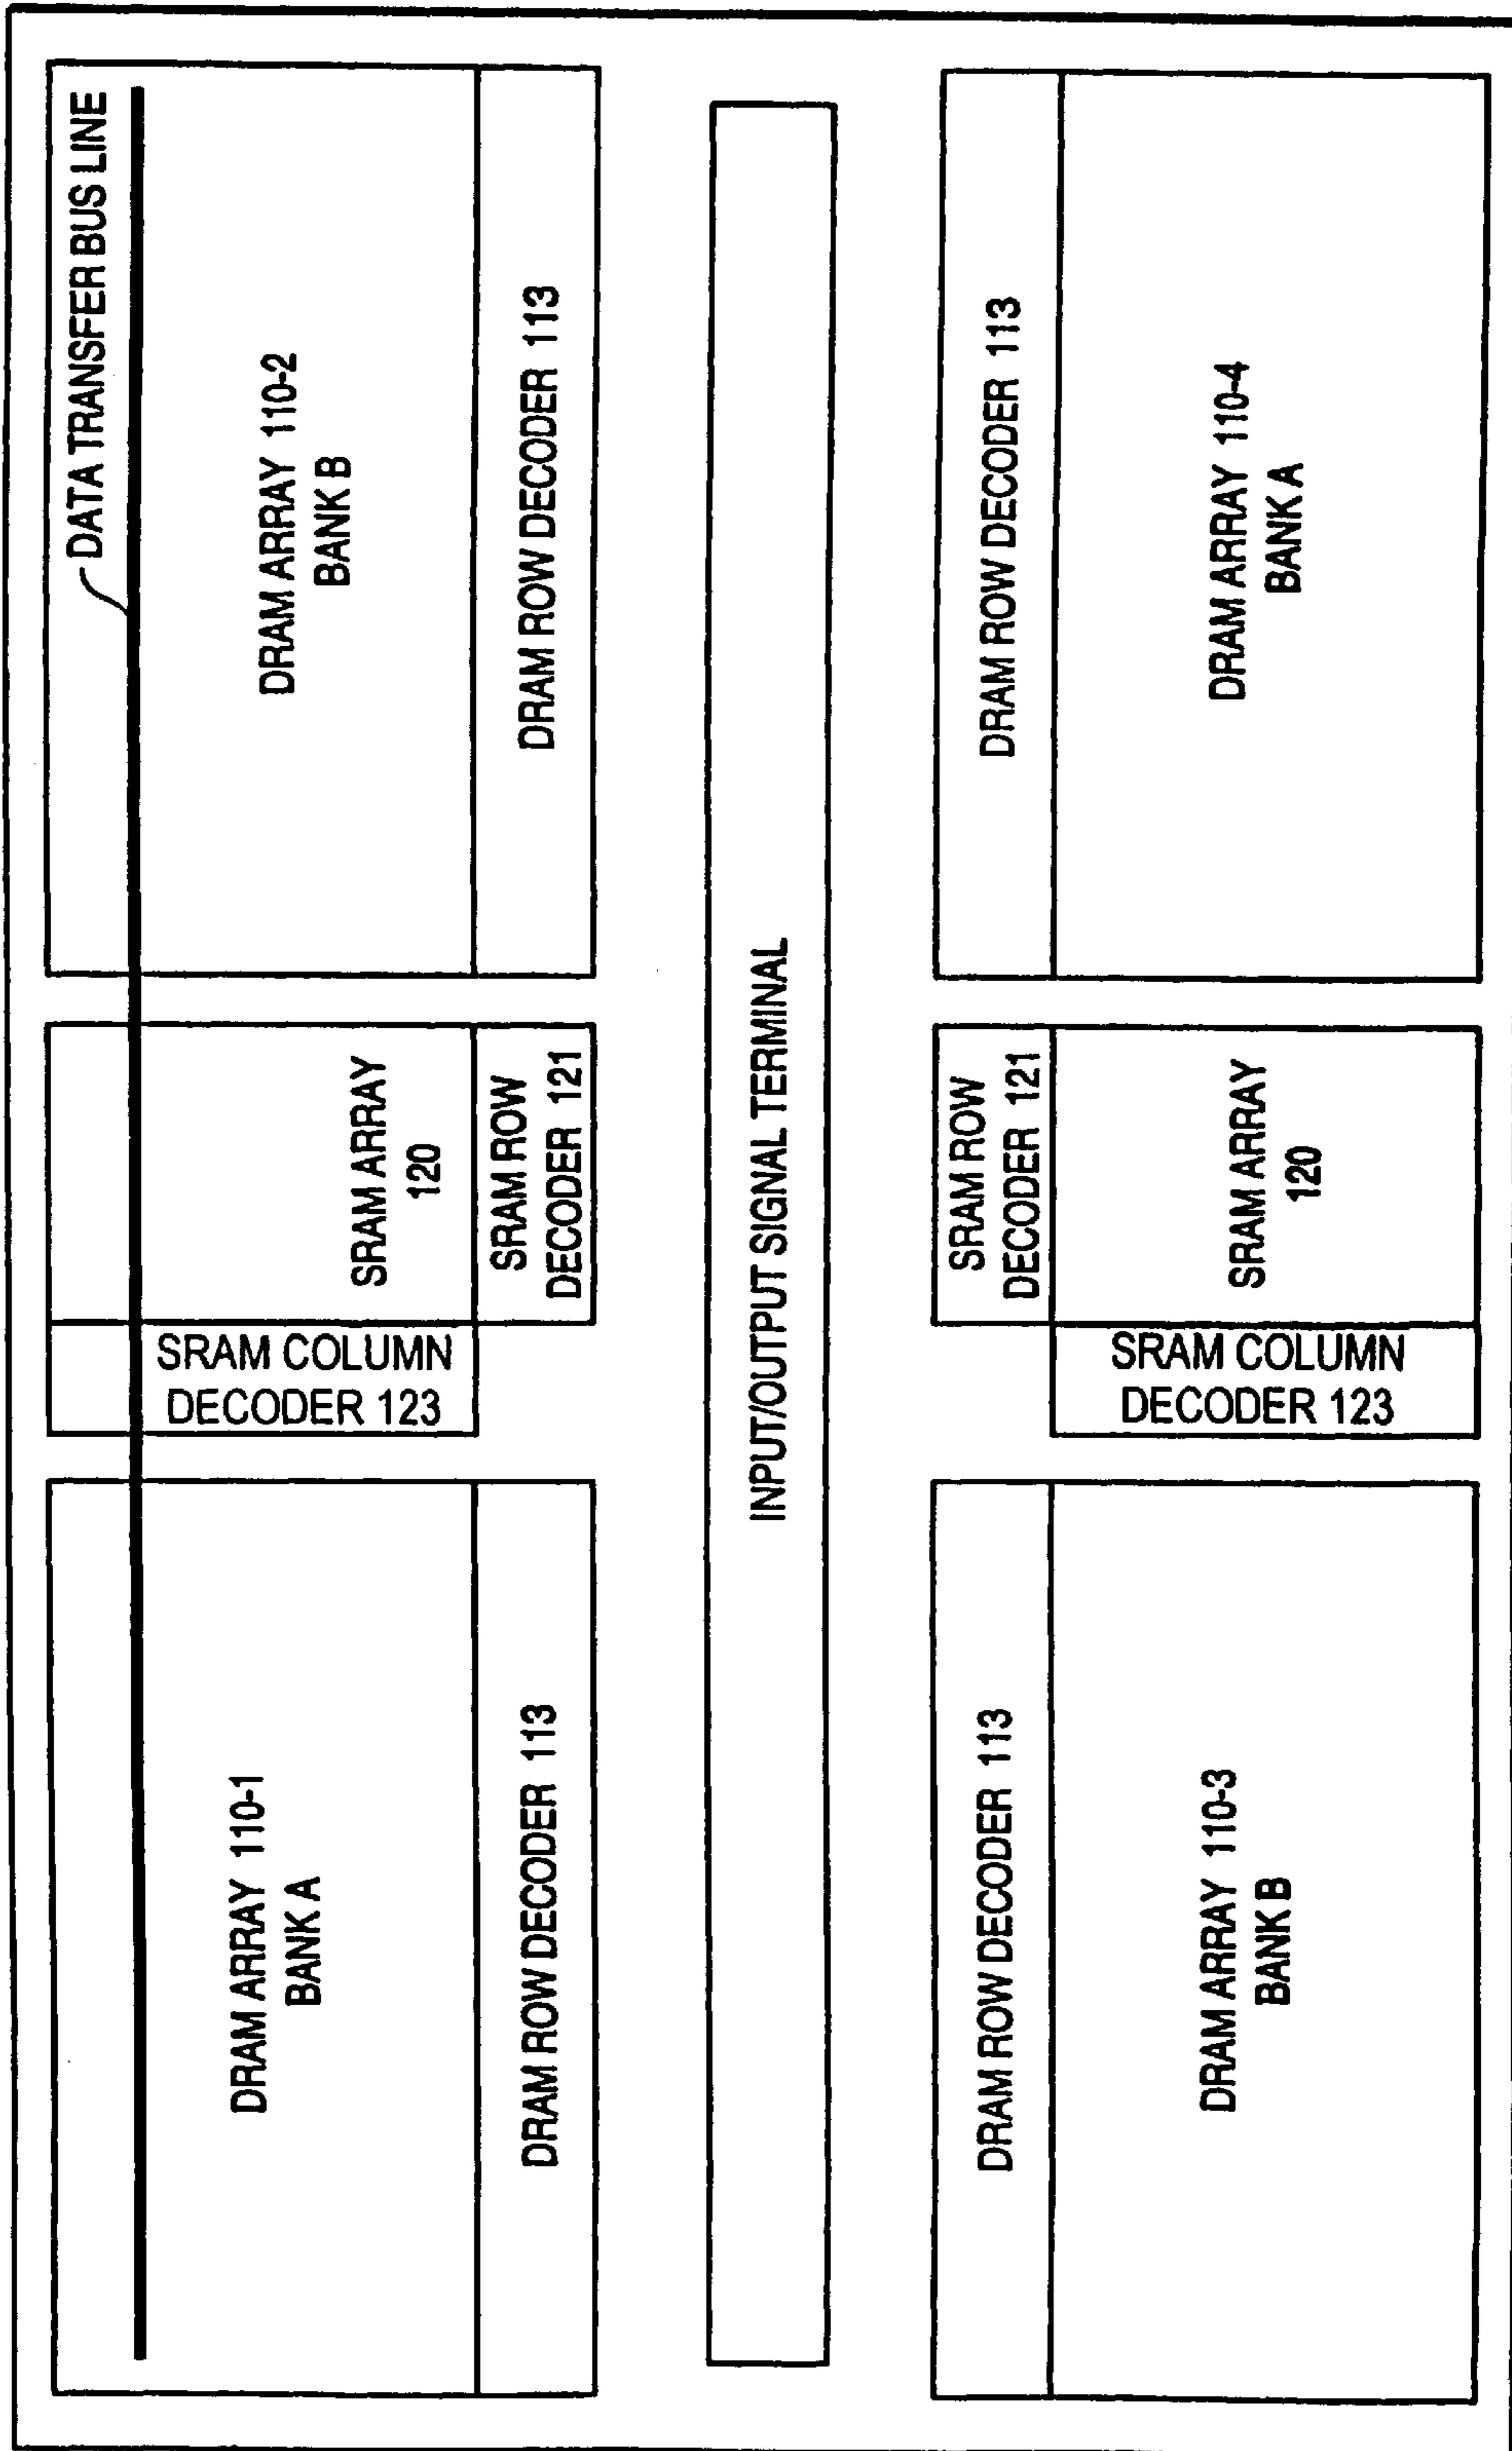 DATA TRANSFER BUS LINE
DRAM ARRAY 110-1
BANK A
DRAM ROW DECODER 113
SRAM COLUMN
DECODER 123
SRAM ARRAY
120
SRAM ROW
DECODER 121
DRAM ARRAY 110-2
BANK B
DRAM ROW DECODER 113
INPUT/OUTPUT SIGNAL TERMINAL
DRAM ROW DECODER 113
DRAM ARRAY 110-3
BANK B
SRAM COLUMN
DECODER 123
SRAM ROW
DECODER 121
SRAM ARRAY
120
DRAM ROW DECODER 113
DRAM ARRAY 110-4
BANK A